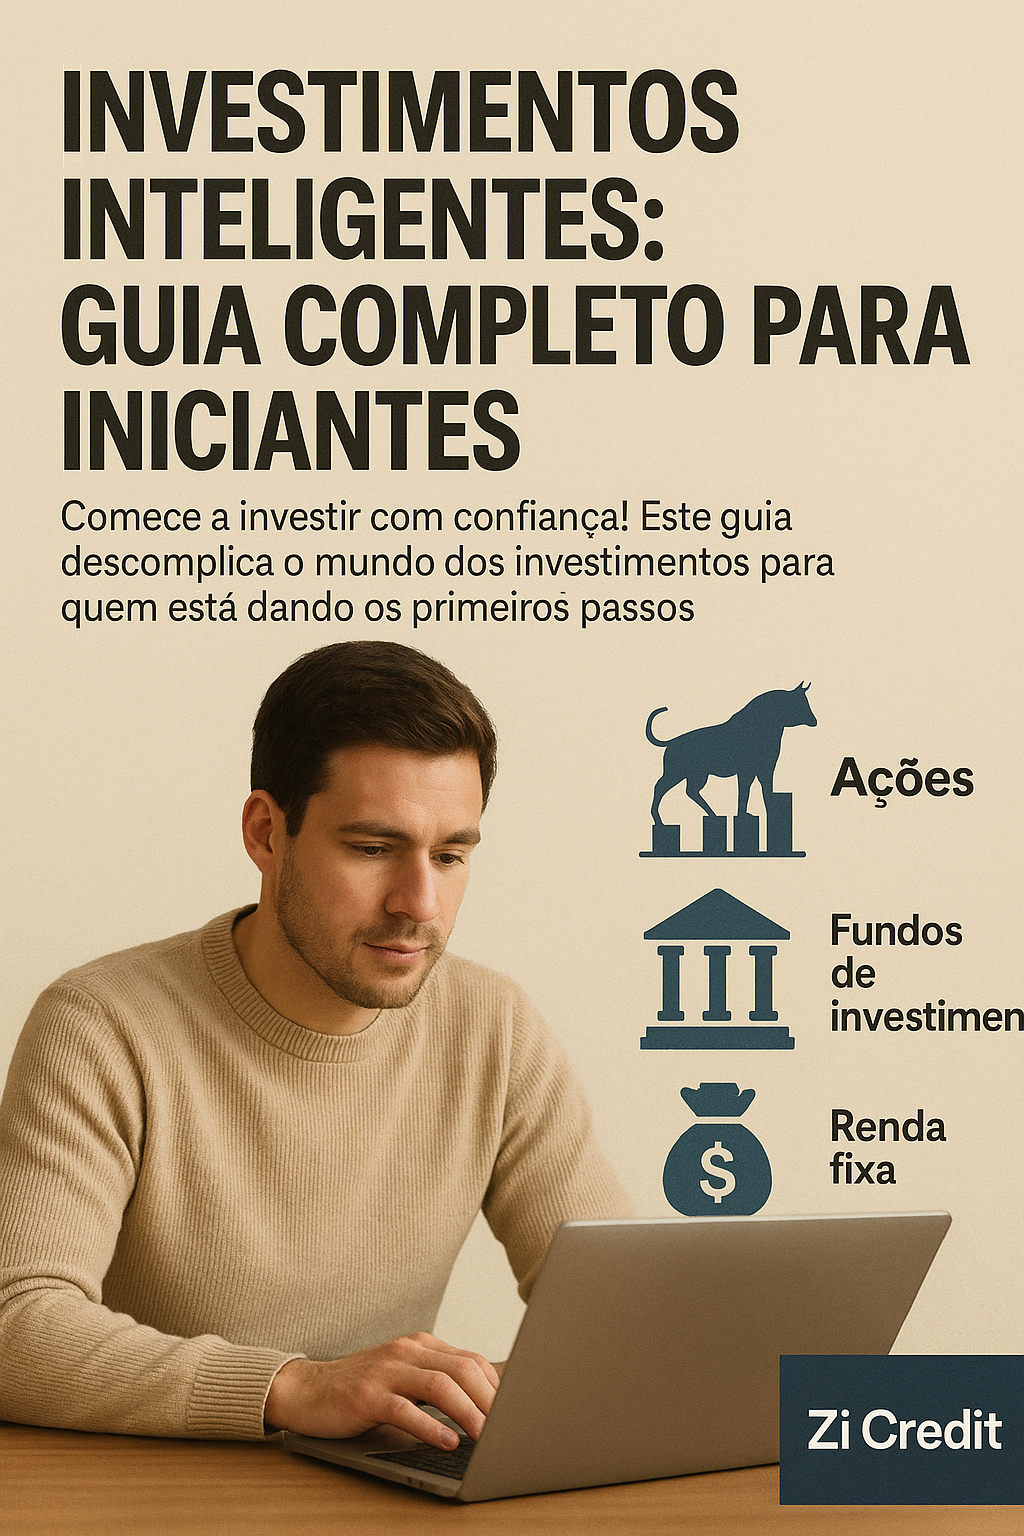 INVESTIMENTOS
INTELIGENTES:
GUIA COMPLETO PARA
INICIANTES
Comece a investir com confiança! Este guia
descomplica o mundo dos investimentos para
quem está dando os primeiros passos
Ações
Fundos
de
investimen
Renda
fixa
$
Zi Credit